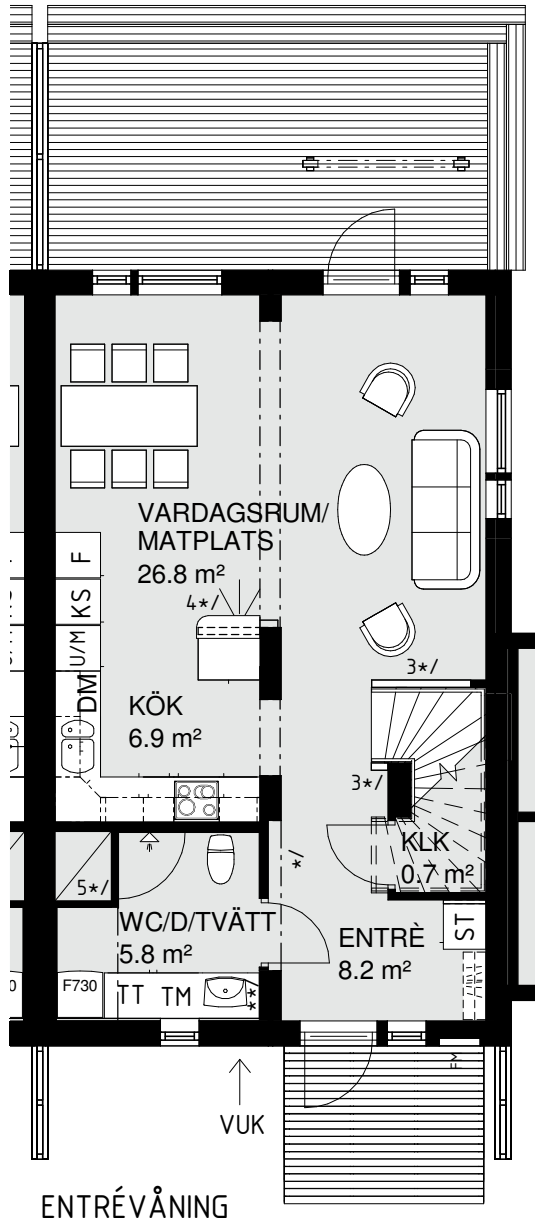 VARDAGSRUM/
MATPLATS
26.8 m²
F
KS
U/M
DM
4*/
KÖK
6.9 m²
3*/
3*/
KLK
0.7 m²
*/
5*/
WC/D/TVÄTT
5.8 m²
ENTRÈ
8.2 m²
ST
F730
TT
TM
**/
FM
VUK
ENTRÉVÅNING